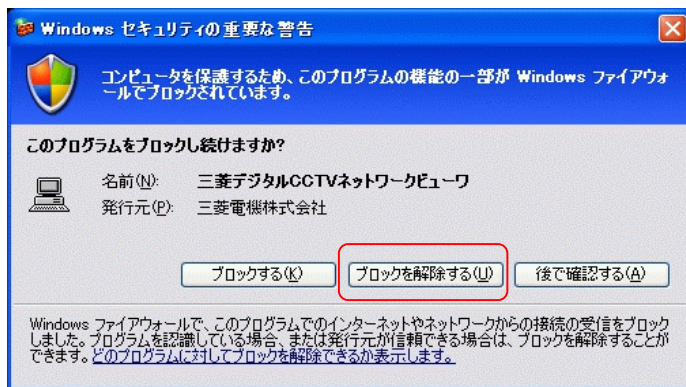 Windows セキュリティの重要な警告
コンピュータを保護するため、このプログラムの機能の一部が Windows ファイアウォ
ールでブロックされています。
このプログラムをブロックし続けますか?
名前(N): 三菱デジタルCCTVネットワークビューワ
発行元(P): 三菱電機株式会社
ブロックする(K) ブロックを解除する(U) 後で確認する(A)
Windows ファイアウォールで、このプログラムでのインターネットやネットワークからの接続の受信をブロック
しました。プログラムを認識している場合、または発行元が信頼できる場合は、ブロックを解除することが
できます。どのプログラムに対してブロックを解除できるか表示します。